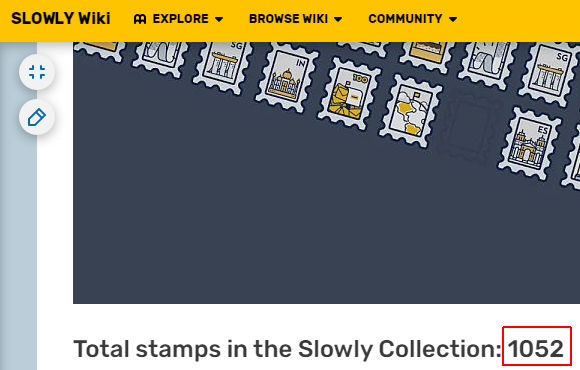 SLOWLY Wiki EXPLORE BROWSE WIKI COMMUNITY
SG
SG
IN
100
ES
Total stamps in the Slowly Collection: 1052